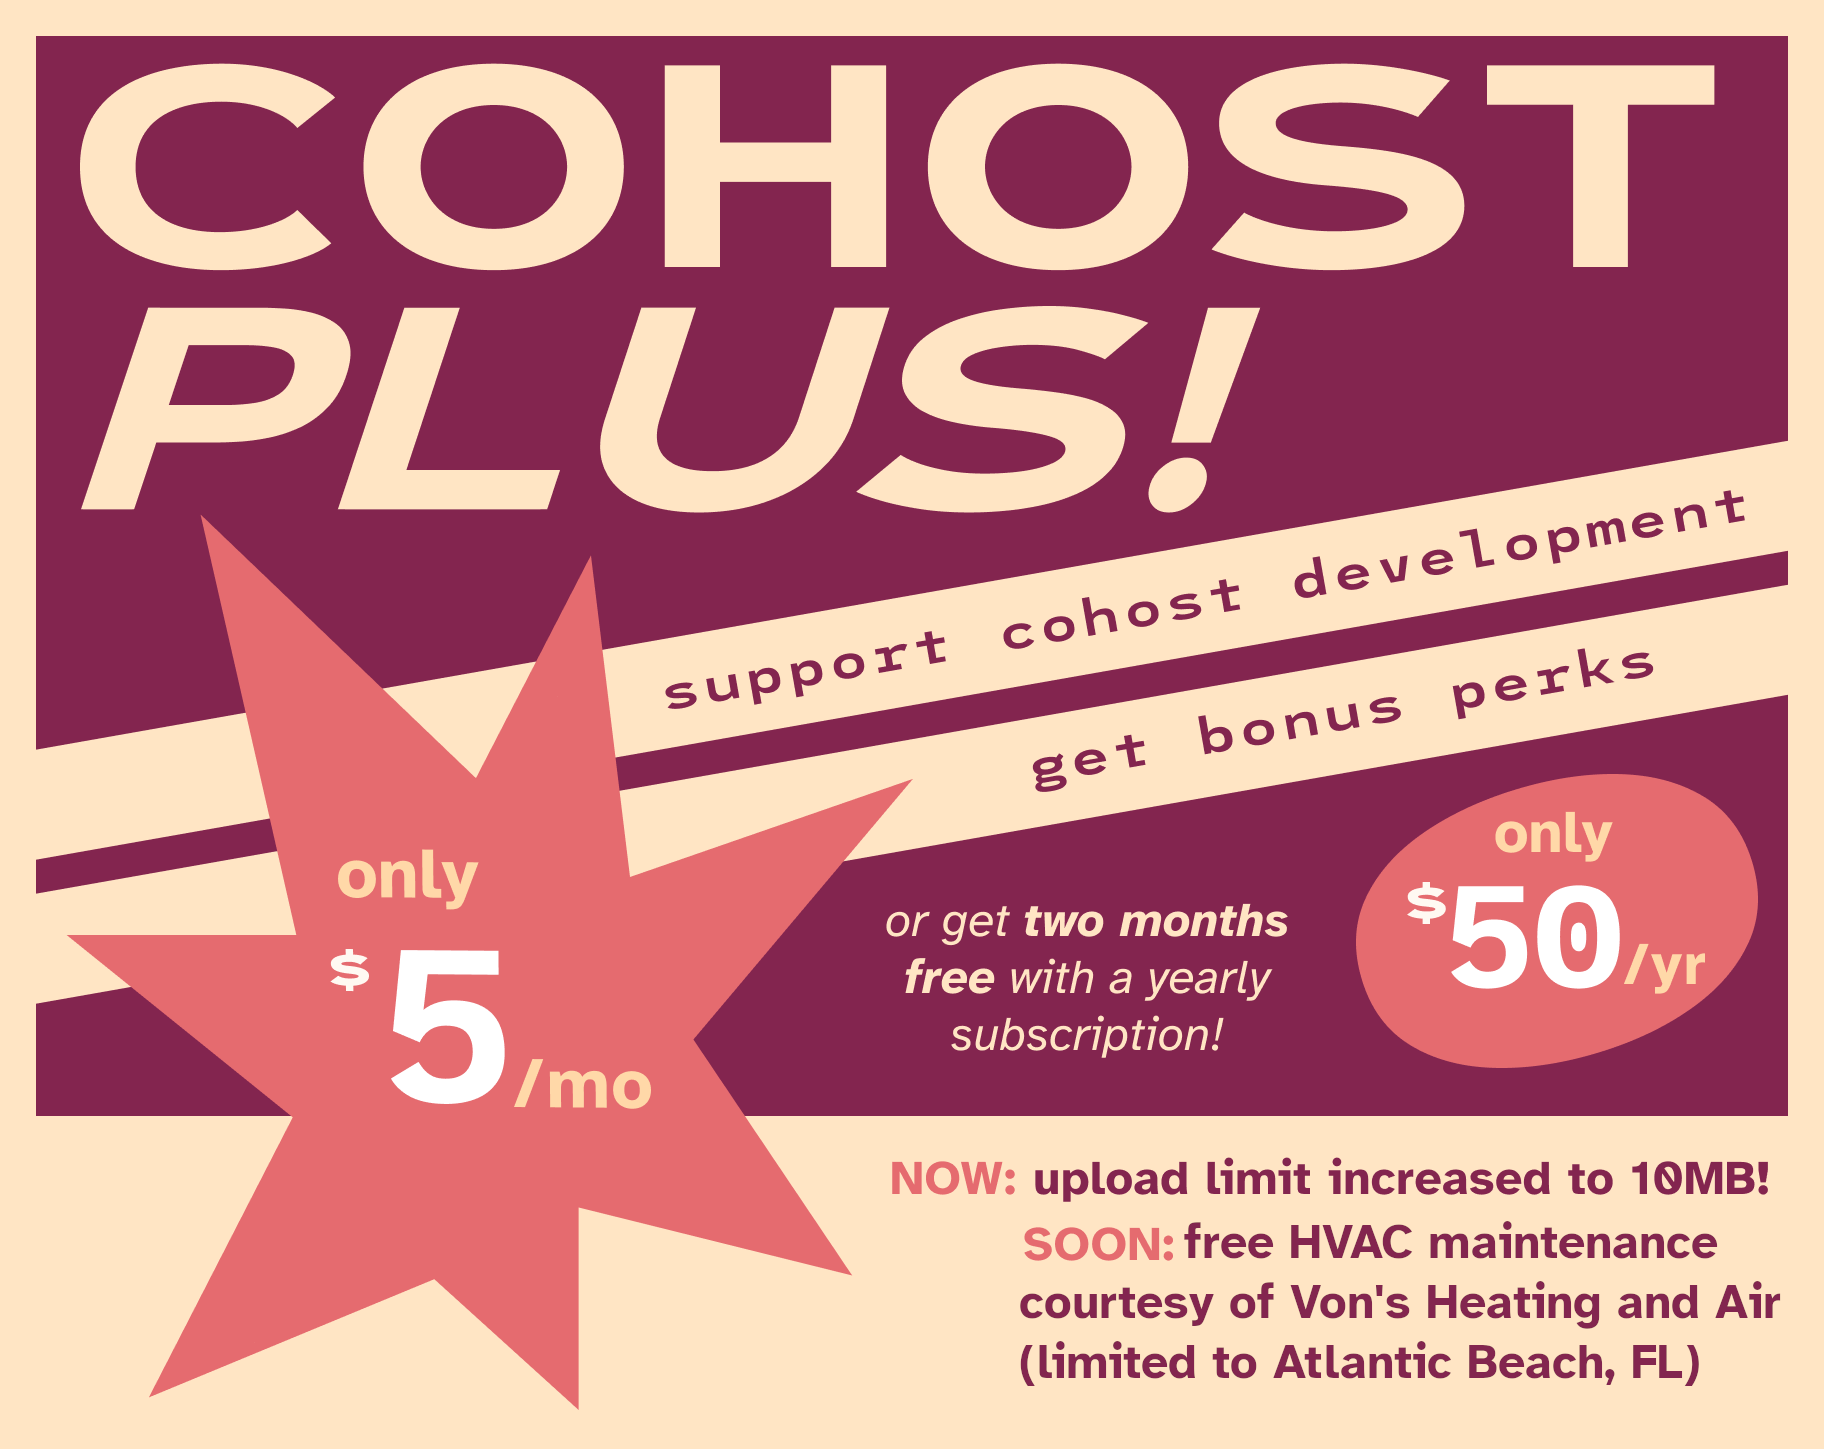 COHOST
PLUS!
support cohost development
get bonus perks
only
$5/mo
or get two months
free with a yearly
subscription!
only
$50/yr
NOW: upload limit increased to 10MB!
SOON: free HVAC maintenance
courtesy of Von's Heating and Air
(limited to Atlantic Beach, FL)